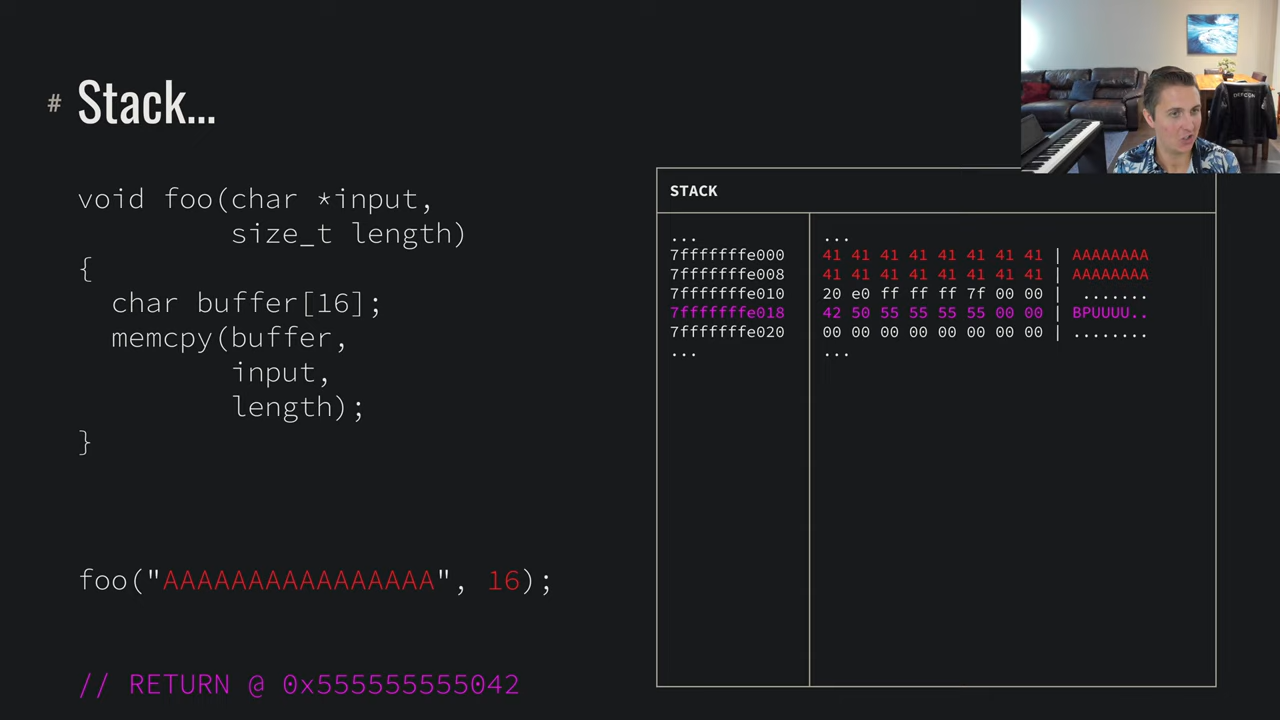 # Stack...
void foo(char *input,
size_t length)
{
char buffer[16];
memcpy(buffer,
input,
length);
}
foo("AAAAAAAAAAAAAAAA", 16);
// RETURN @ 0x555555555042
STACK
... ...
7fffffffe000 41 41 41 41 41 41 41 41 | AAAAAAAA
7fffffffe008 41 41 41 41 41 41 41 41 | AAAAAAAA
7fffffffe010 20 e0 ff ff ff 7f 00 00 | .......
7fffffffe018 42 50 55 55 55 55 00 00 | BPUUUU..
7fffffffe020 00 00 00 00 00 00 00 00 | ........
... ...
DEFCON